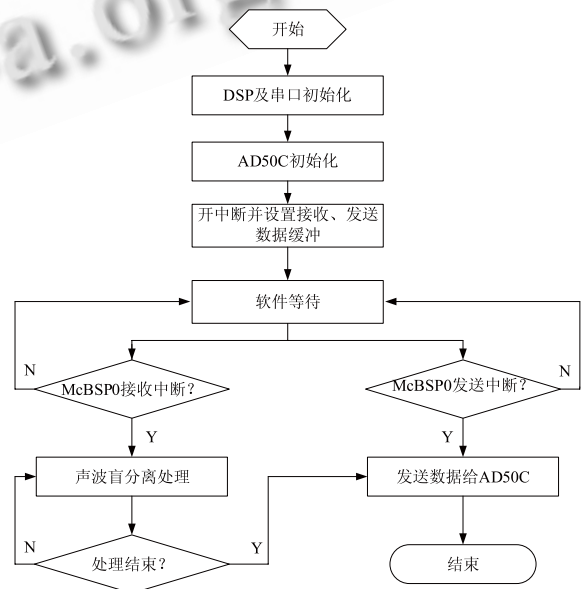 a.org
开始
DSP及串口初始化
AD50C初始化
开中断并设置接收、发送
数据缓冲
软件等待
N
McBSP0接收中断?
McBSP0发送中断?
N
Y
Y
声波盲分离处理
发送数据给AD50C
N
处理结束?
Y
结束